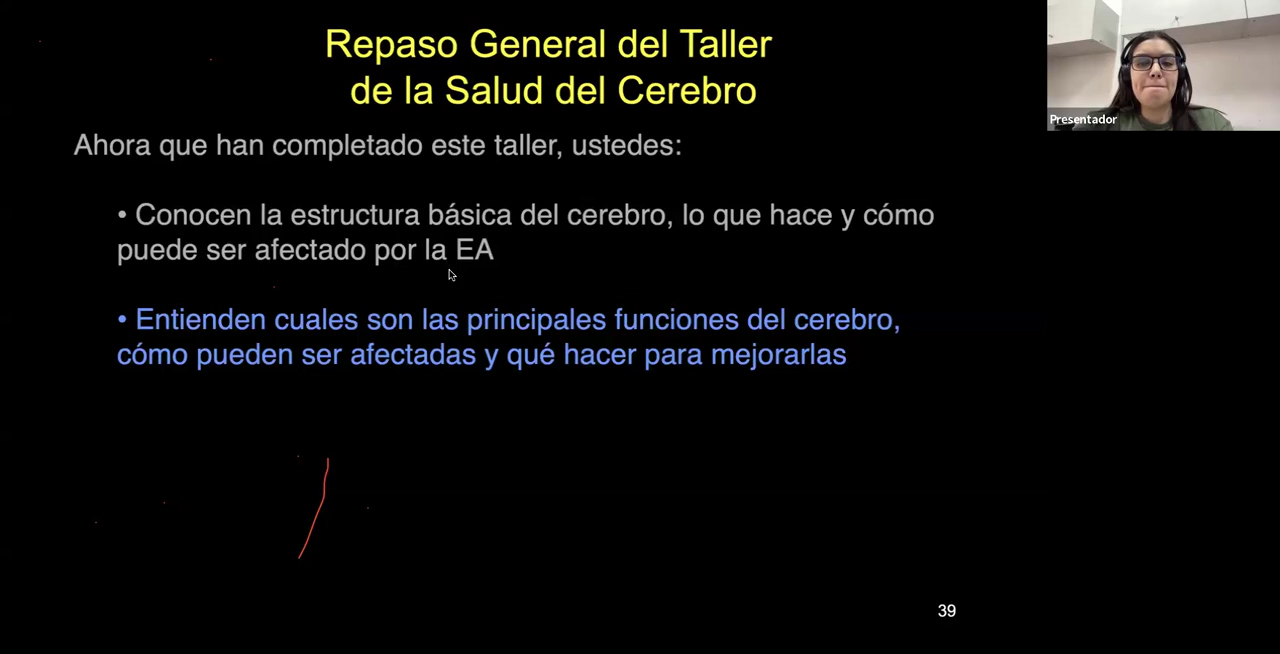 Repaso General del Taller
de la Salud del Cerebro
Presentador
Ahora que han completado este taller, ustedes:
• Conocen la estructura básica del cerebro, lo que hace y cómo
puede ser afectado por la EA
• Entienden cuales son las principales funciones del cerebro,
cómo pueden ser afectadas y qué hacer para mejorarlas
39